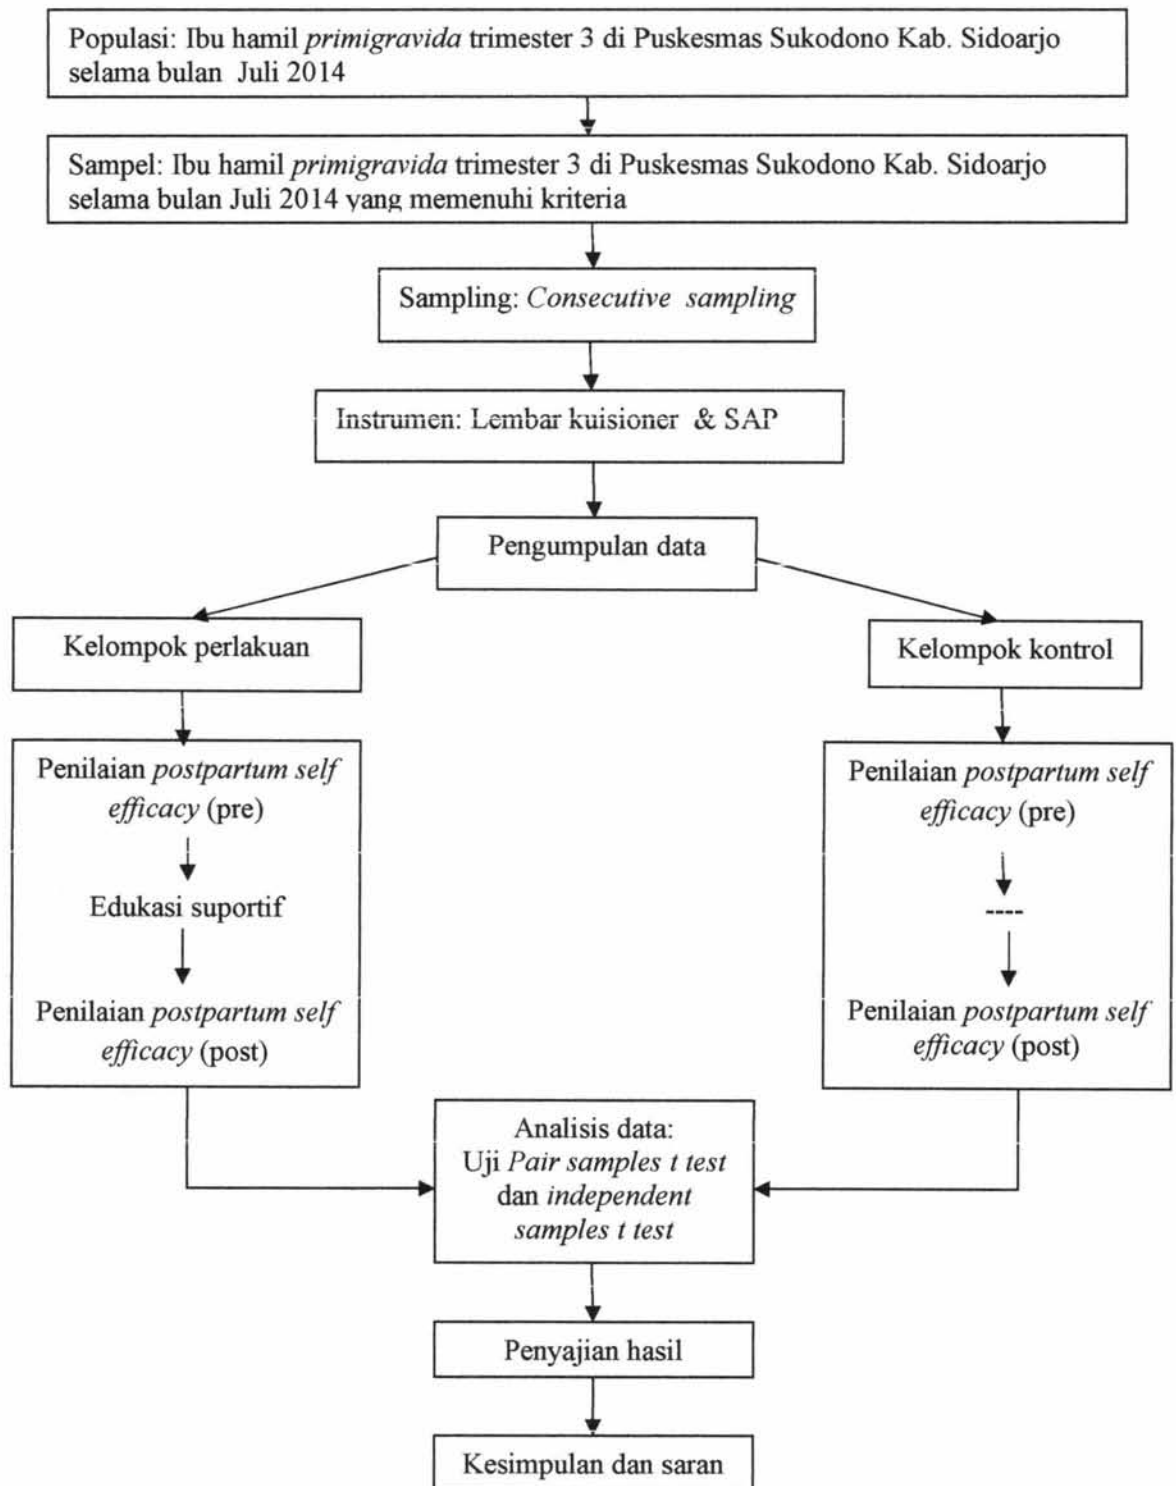 Populasi: Ibu hamil primigravida trimester 3 di Puskesmas Sukodono Kab. Sidoarjo
selama bulan Juli 2014
Sampel: Ibu hamil primigravida trimester 3 di Puskesmas Sukodono Kab. Sidoarjo
selama bulan Juli 2014 yang memenuhi kriteria
Sampling: Consecutive sampling
Instrumen: Lembar kuisioner & SAP
Pengumpulan data
Kelompok perlakuan
Kelompok kontrol
Penilaian postpartum self
efficacy (pre)
Edukasi suportif
Penilaian postpartum self
efficacy (post)
Penilaian postpartum self
efficacy (pre)
----
Penilaian postpartum self
efficacy (post)
Analisis data:
Uji Pair samples t test
dan independent
samples t test
Penyajian hasil
Kesimpulan dan saran